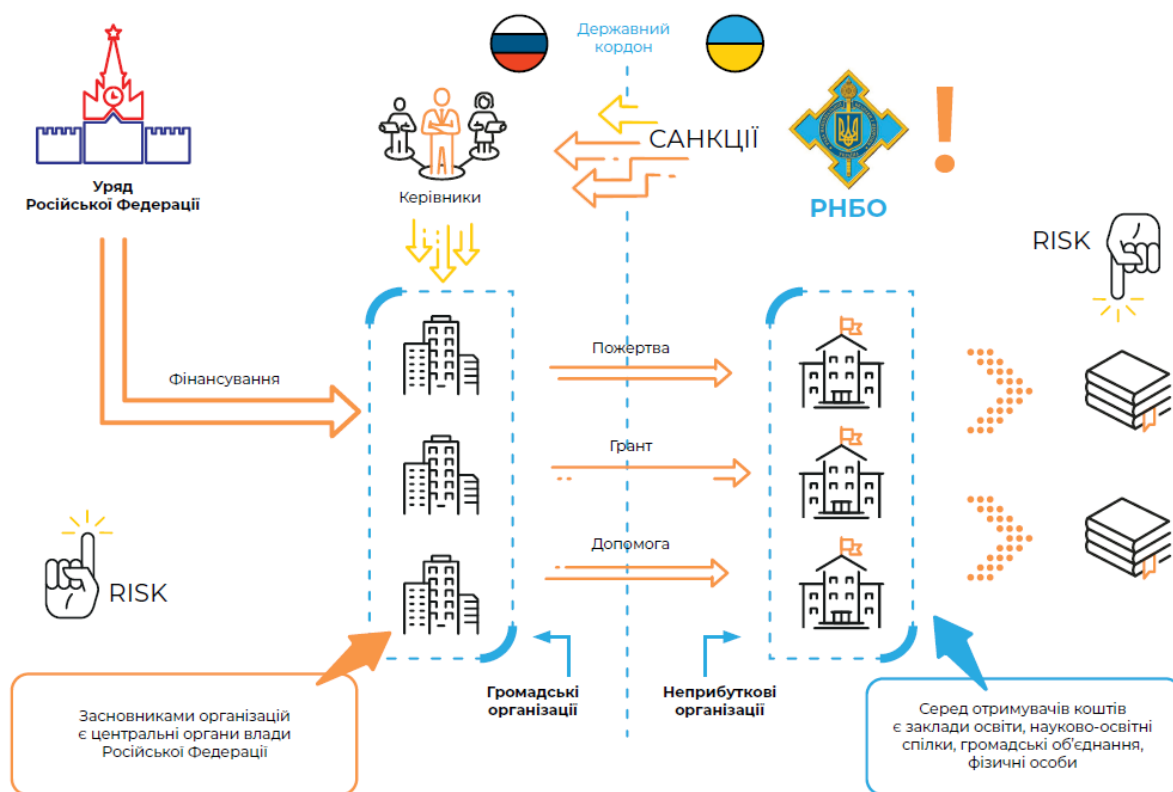 Державний
кордон
САНКЦІЇ
РНБО
Уряд
Російської Федерації
Керівники
RISK
Фінансування
Пожертва
Грант
Допомога
RISK
Громадські
організації
Неприбуткові
організації
Засновниками організацій
є центральні органи влади
Російської Федерації
Серед отримувачів коштів
є заклади освіти, науково-освітні
спілки, громадські об'єднання,
фізичні особи